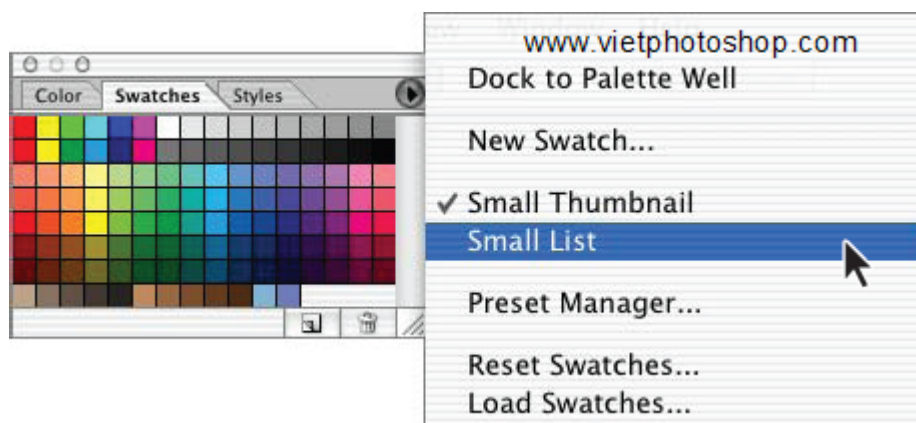 Color Swatches Styles
www.vietphotoshop.com
Dock to Palette Well
New Swatch...
Small Thumbnail
Small List
Preset Manager...
Reset Swatches...
Load Swatches...